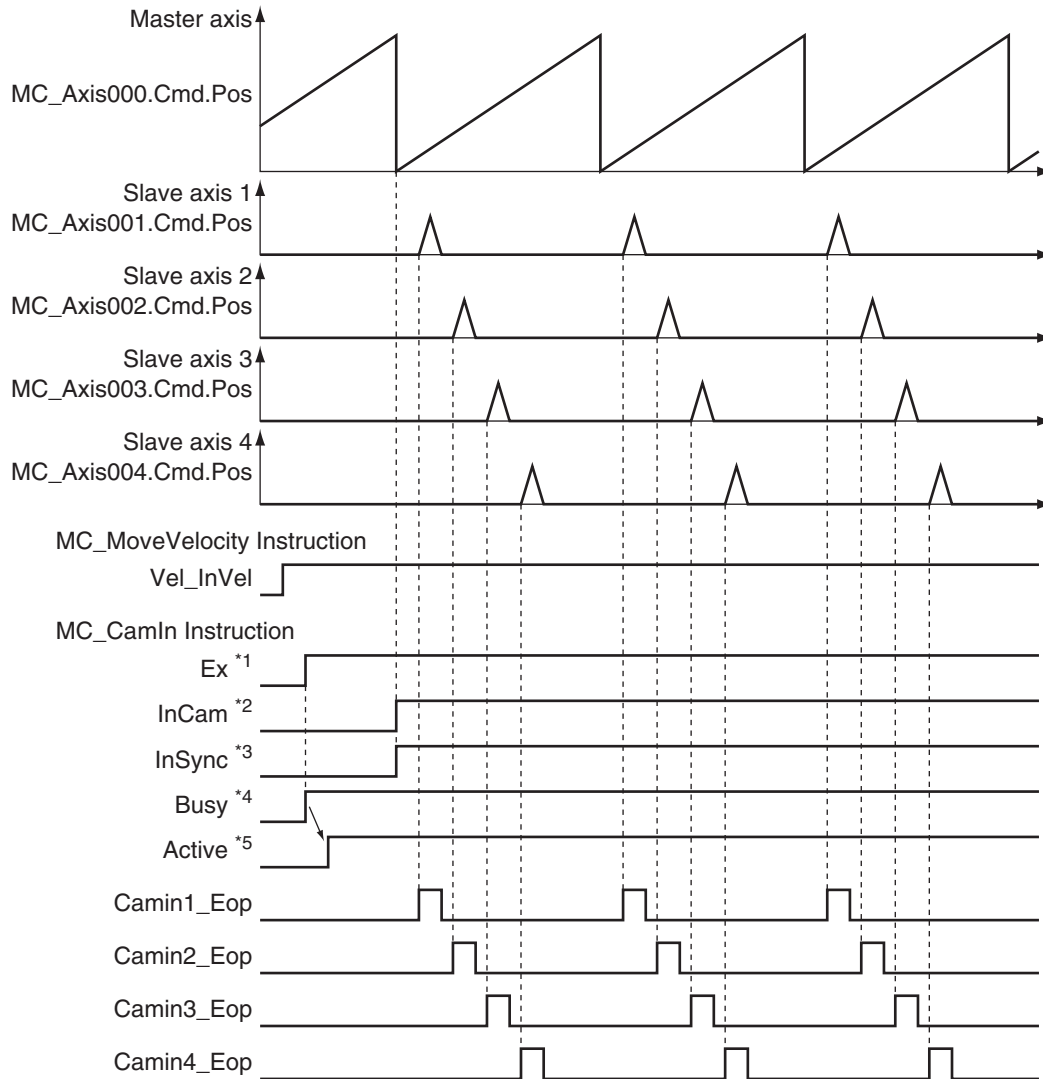 Master axis
MC_Axis000.Cmd.Pos
Slave axis 1
MC_Axis001.Cmd.Pos
Slave axis 2
MC_Axis002.Cmd.Pos
Slave axis 3
MC_Axis003.Cmd.Pos
Slave axis 4
MC_Axis004.Cmd.Pos
MC_MoveVelocity Instruction
Vel_InVel
MC_CamIn Instruction
Ex *1
InCam *2
InSync *3
Busy *4
Active *5
Camin1_Eop
Camin2_Eop
Camin3_Eop
Camin4_Eop